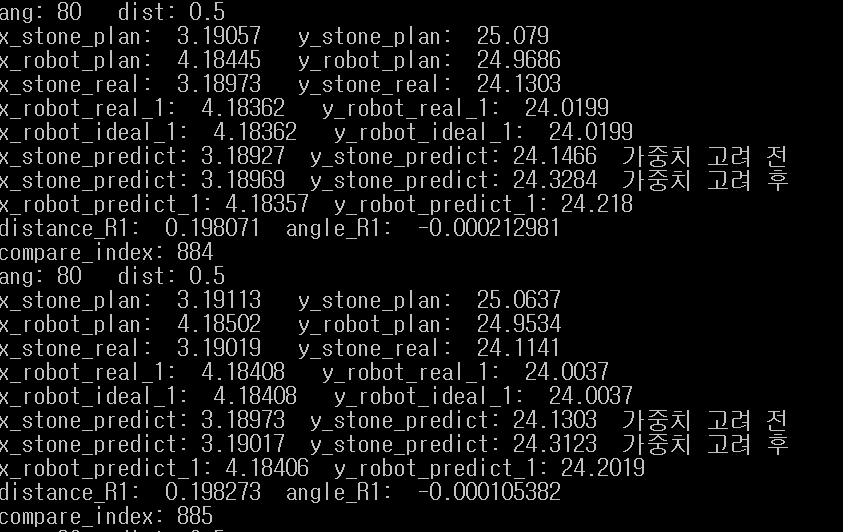 ang: 80 dist: 0.5
x_stone_plan: 3.19057 y_stone_plan: 25.079
x_robot_plan: 4.18445 y_robot_plan: 24.9686
x_stone_real: 3.18973 y_stone_real: 24.1303
x_robot_real_1: 4.18362 y_robot_real_1: 24.0199
x_robot_ideal_1: 4.18362 y_robot_ideal_1: 24.0199
x_stone_predict: 3.18927 y_stone_predict: 24.1466 가중치 고려 전
x_stone_predict: 3.18969 y_stone_predict: 24.3284 가중치 고려 후
x_robot_predict_1: 4.18357 y_robot_predict_1: 24.218
distance_R1: 0.198071 angle_R1: -0.000212981
compare_index: 884
ang: 80 dist: 0.5
x_stone_plan: 3.19113 y_stone_plan: 25.0637
x_robot_plan: 4.18502 y_robot_plan: 24.9534
x_stone_real: 3.19019 y_stone_real: 24.1141
x_robot_real_1: 4.18408 y_robot_real_1: 24.0037
x_robot_ideal_1: 4.18408 y_robot_ideal_1: 24.0037
x_stone_predict: 3.18973 y_stone_predict: 24.1303 가중치 고려 전
x_stone_predict: 3.19017 y_stone_predict: 24.3123 가중치 고려 후
x_robot_predict_1: 4.18406 y_robot_predict_1: 24.2019
distance_R1: 0.198273 angle_R1: -0.000105382
compare_index: 885